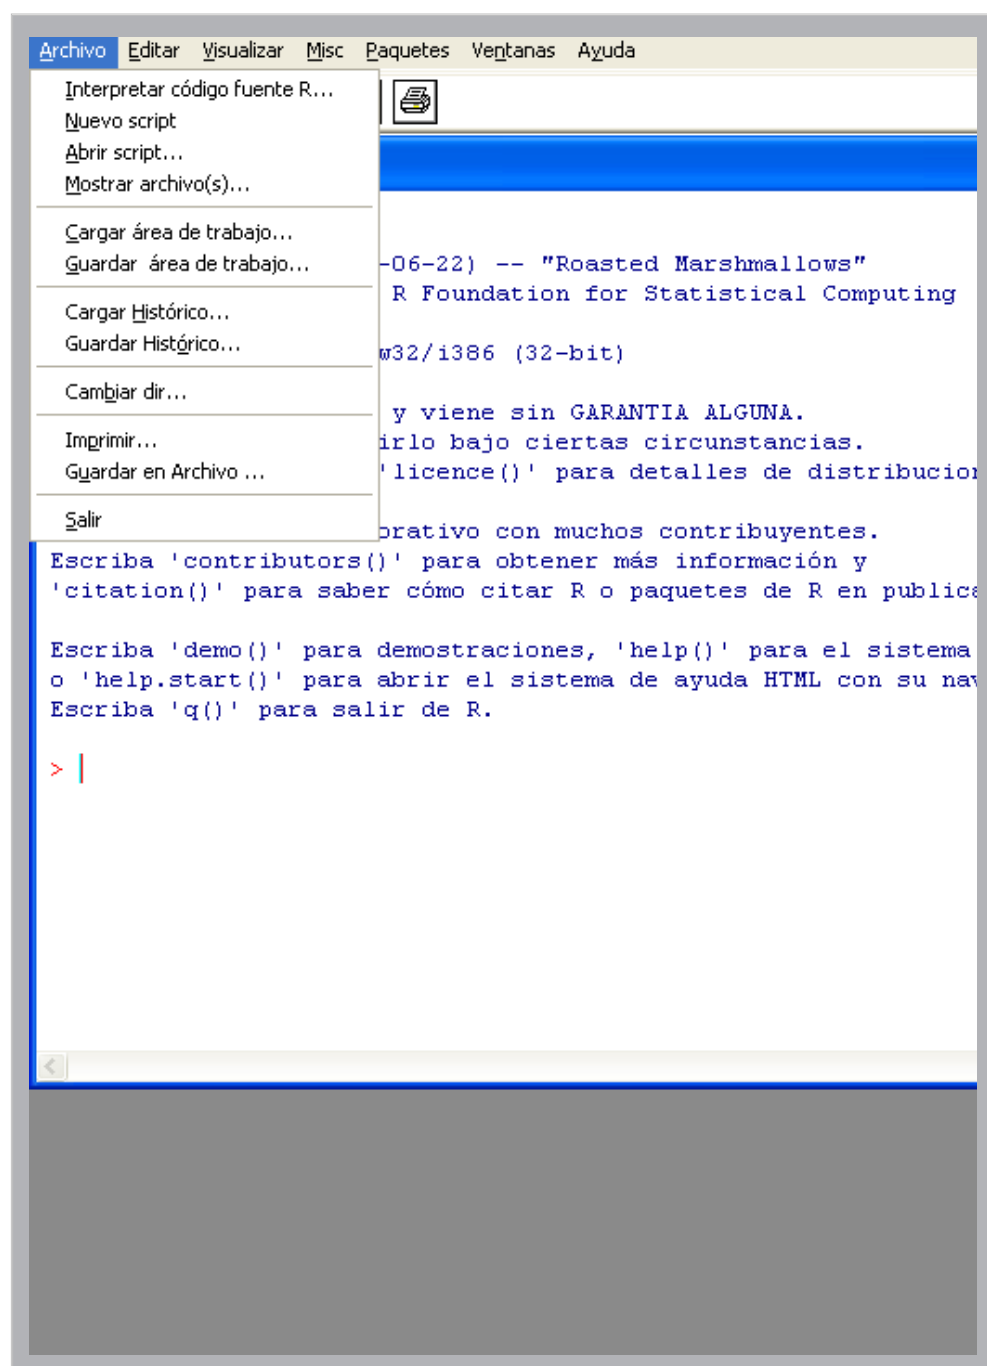 Archivo Editar Visualizar Misc Paquetes Ventanas Ayuda
Interpretar código fuente R...
Nuevo script
Abrir script...
Mostrar archivo(s)...
Cargar área de trabajo...
Guardar área de trabajo...
Cargar Histórico...
Guardar Histórico...
Cambiar dir...
Imprimir...
Guardar en Archivo ...
Salir
-06-22) -- "Roasted Marshmallows"
R Foundation for Statistical Computing
w32/i386 (32-bit)
y viene sin GARANTIA ALGUNA.
irlo bajo ciertas circunstancias.
'licence()' para detalles de distribucion
orativo con muchos contribuyentes.
Escriba 'contributors()' para obtener más información y
'citation()' para saber cómo citar R o paquetes de R en publica
Escriba 'demo()' para demostraciones, 'help()' para el sistema
o 'help.start()' para abrir el sistema de ayuda HTML con su nav
Escriba 'q()' para salir de R.
>